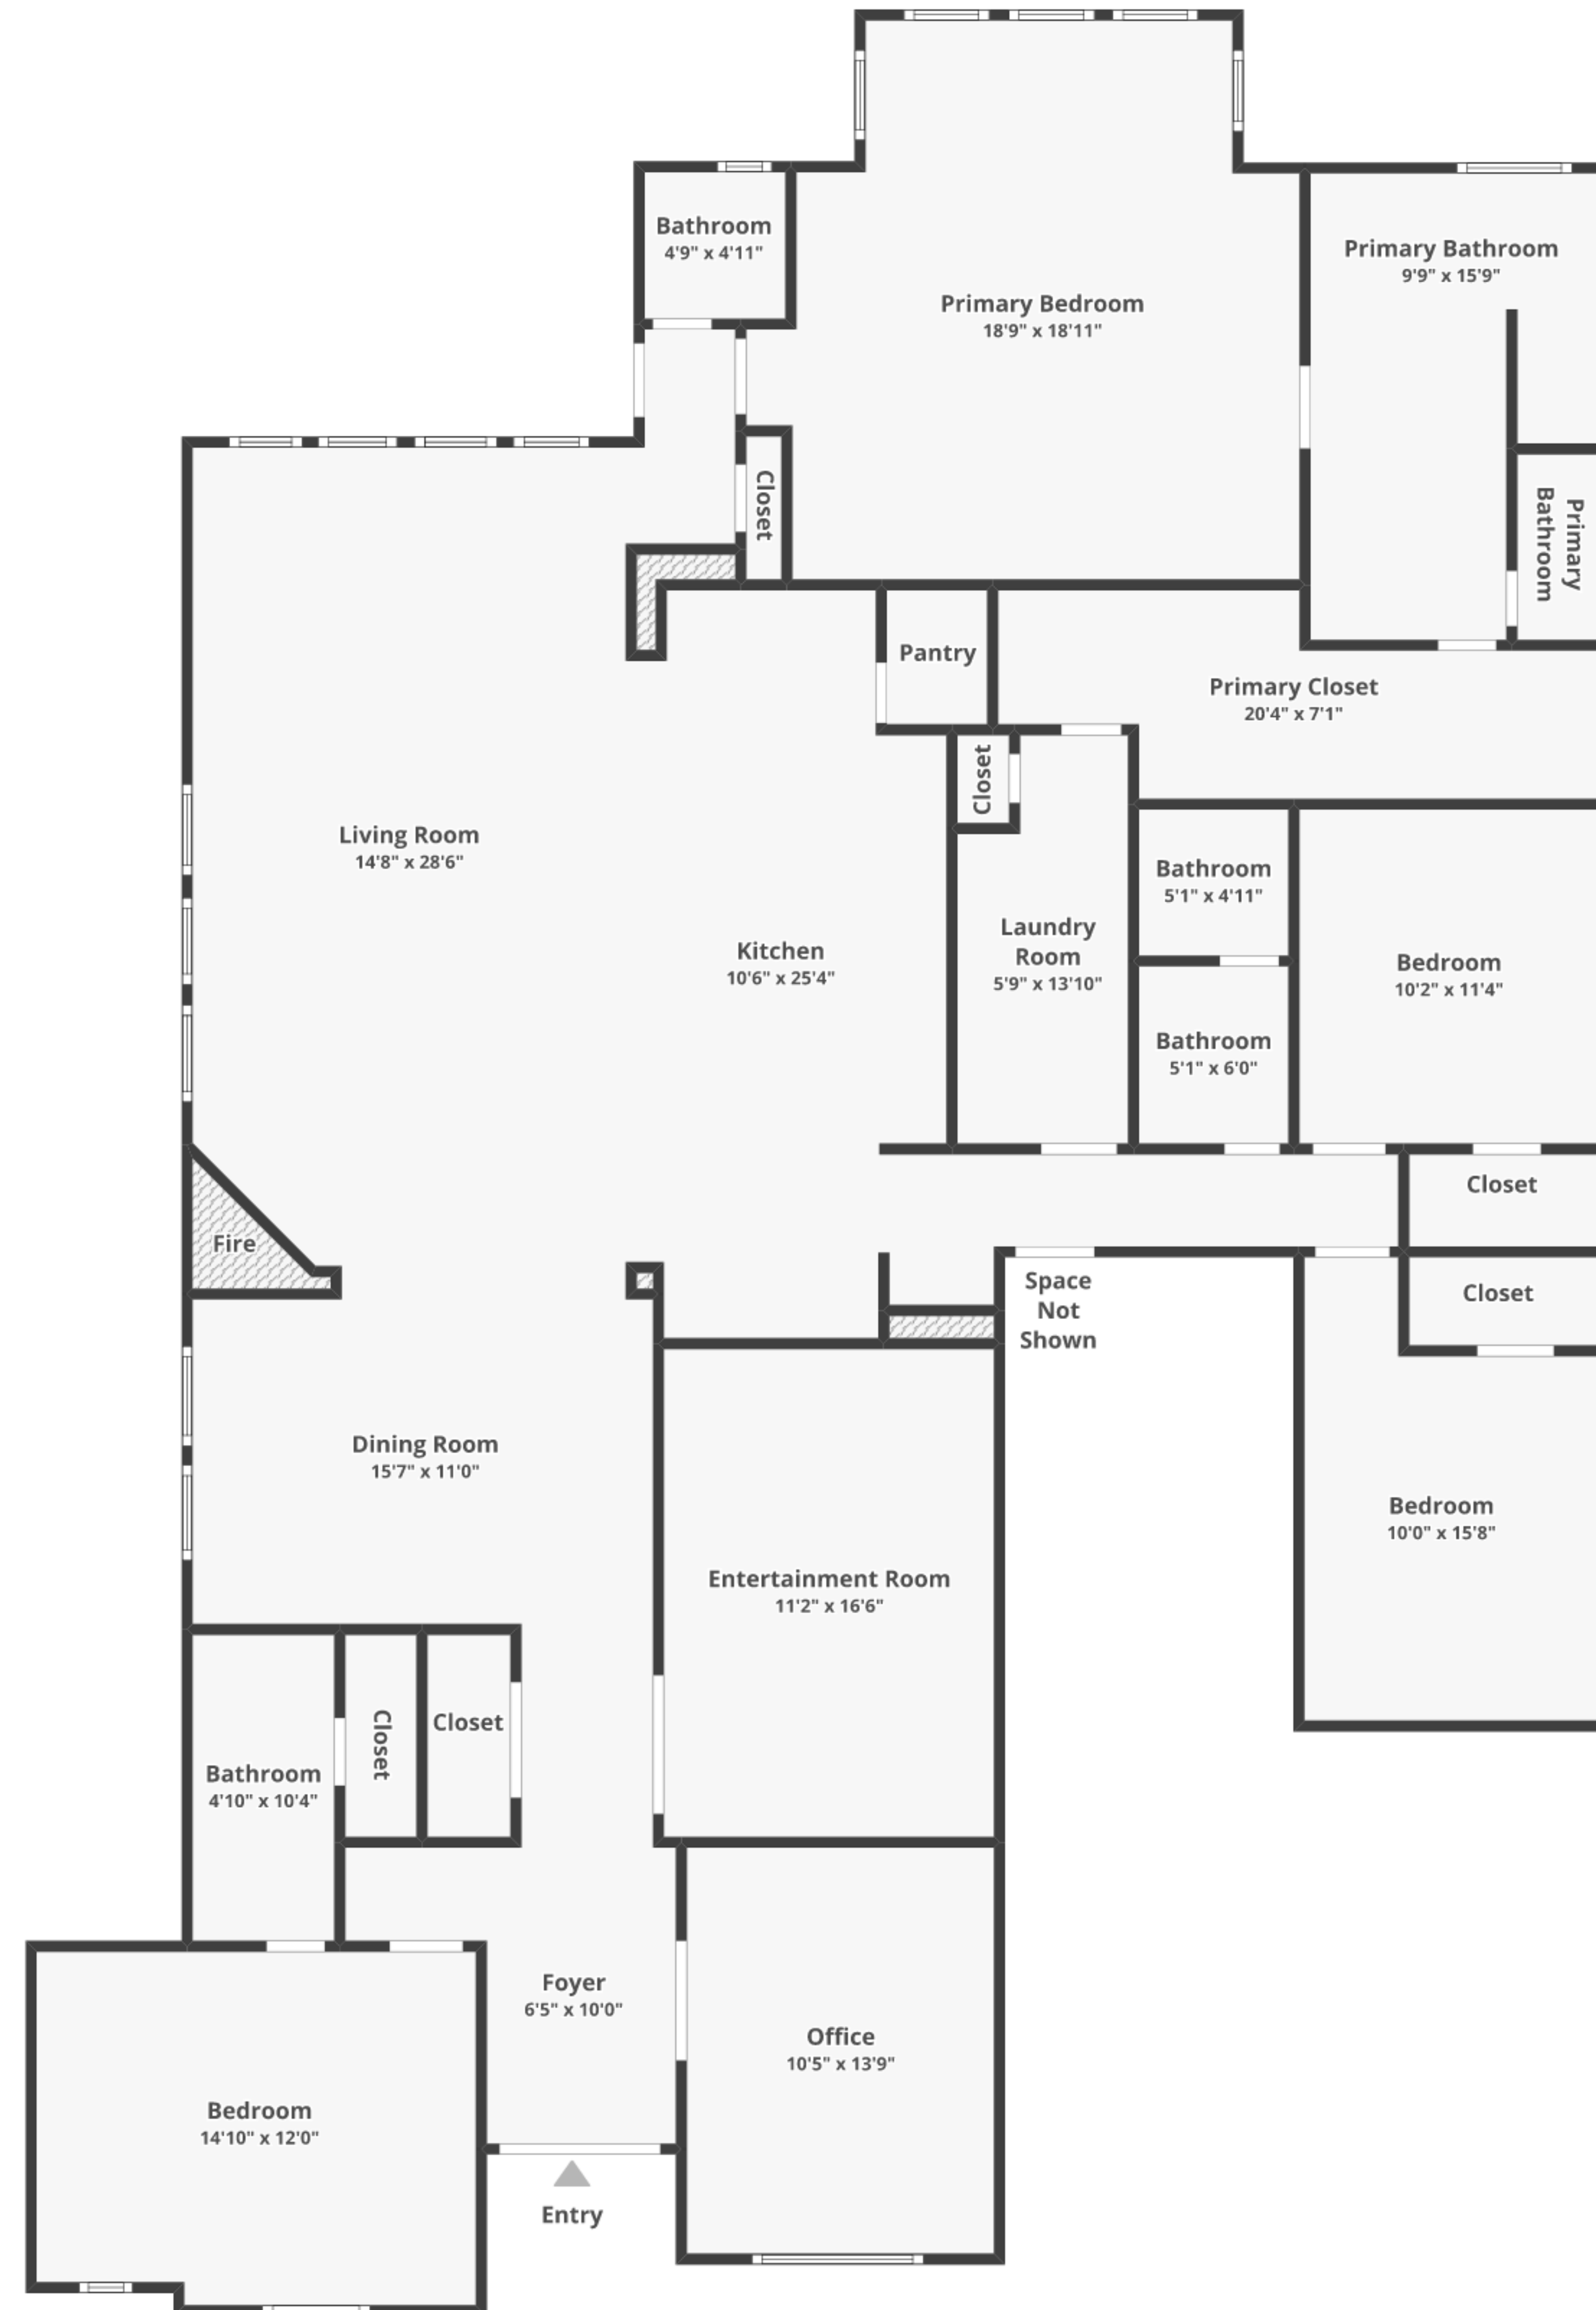 Bathroom
4'9" x 4'11"
Primary Bedroom
18'9" x 18'11"
Primary Bathroom
9'9" x 15'9"
Closet
Primary
Bathroom
Pantry
Primary Closet
20'4" x 7'1"
Closet
Living Room
14'8" x 28'6"
Kitchen
10'6" x 25'4"
Laundry
Room
5'9" x 13'10"
Bathroom
5'1" x 4'11"
Bedroom
10'2" x 11'4"
Bathroom
5'1" x 6'0"
Closet
Fire
Space
Not
Shown
Closet
Dining Room
15'7" x 11'0"
Bedroom
10'0" x 15'8"
Entertainment Room
11'2" x 16'6"
Bathroom
4'10" x 10'4"
Closet
Closet
Foyer
6'5" x 10'0"
Office
10'5" x 13'9"
Bedroom
14'10" x 12'0"
Entry